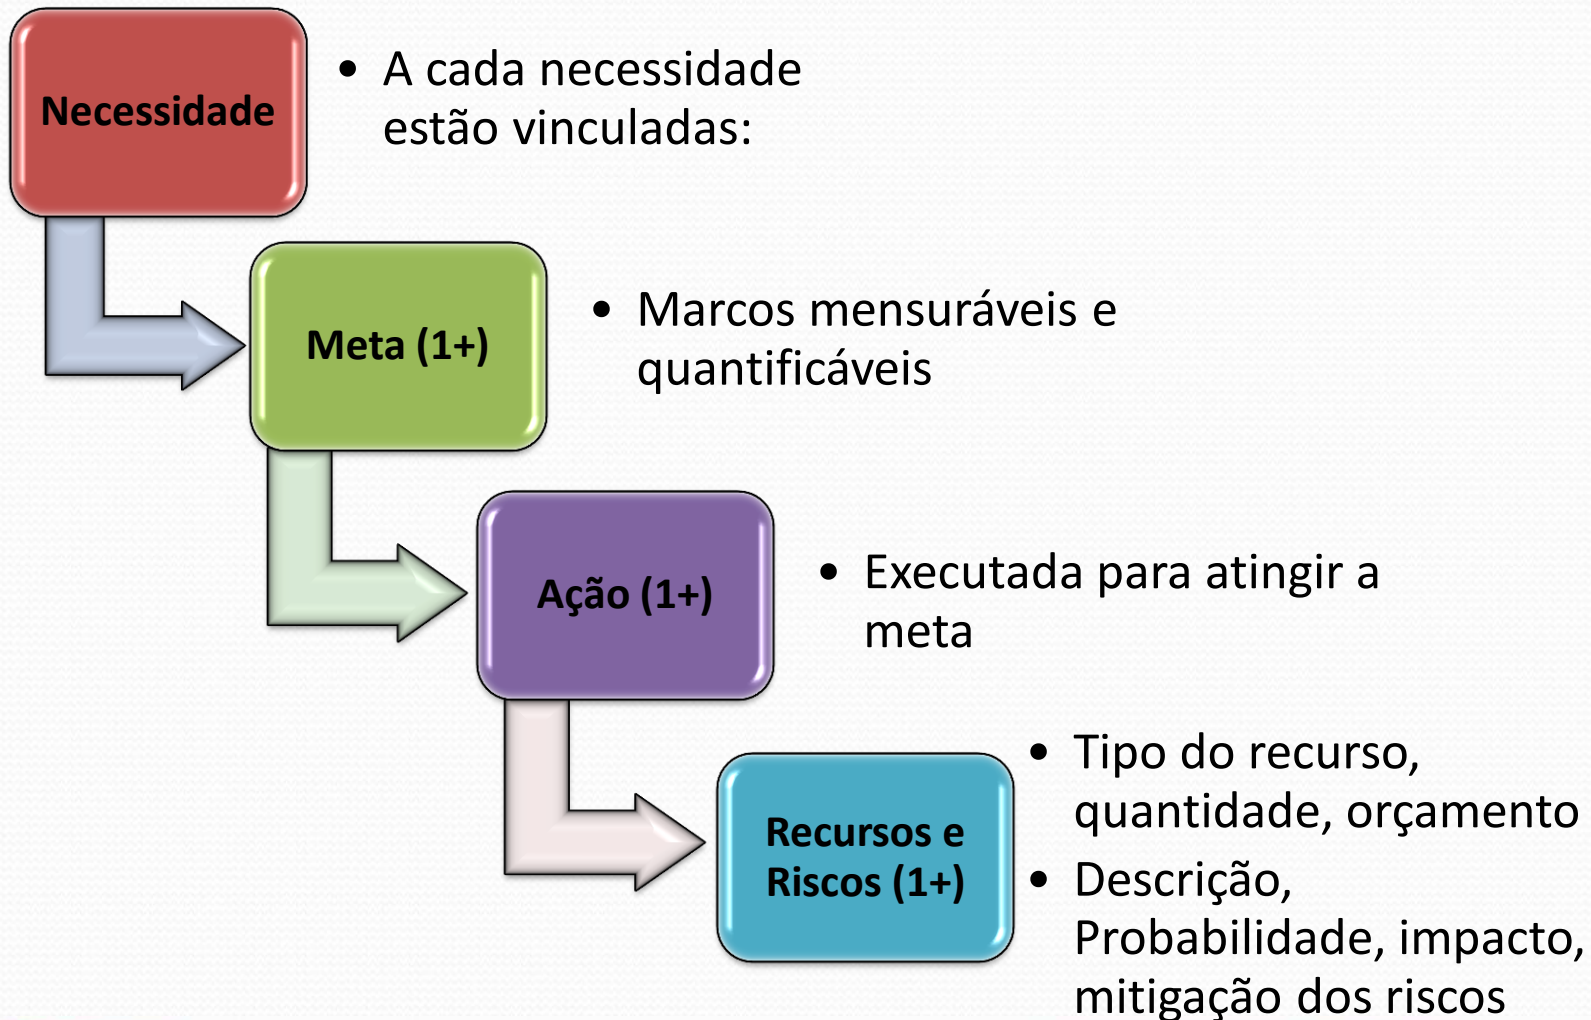 Necessidade
• A cada necessidade
estão vinculadas:
Meta (1+)
• Marcos mensuráveis e
quantificáveis
Ação (1+)
• Executada para atingir a
meta
Recursos e
Riscos (1+)
• Tipo do recurso,
quantidade, orçamento
• Descrição,
Probabilidade, impacto,
mitigação dos riscos